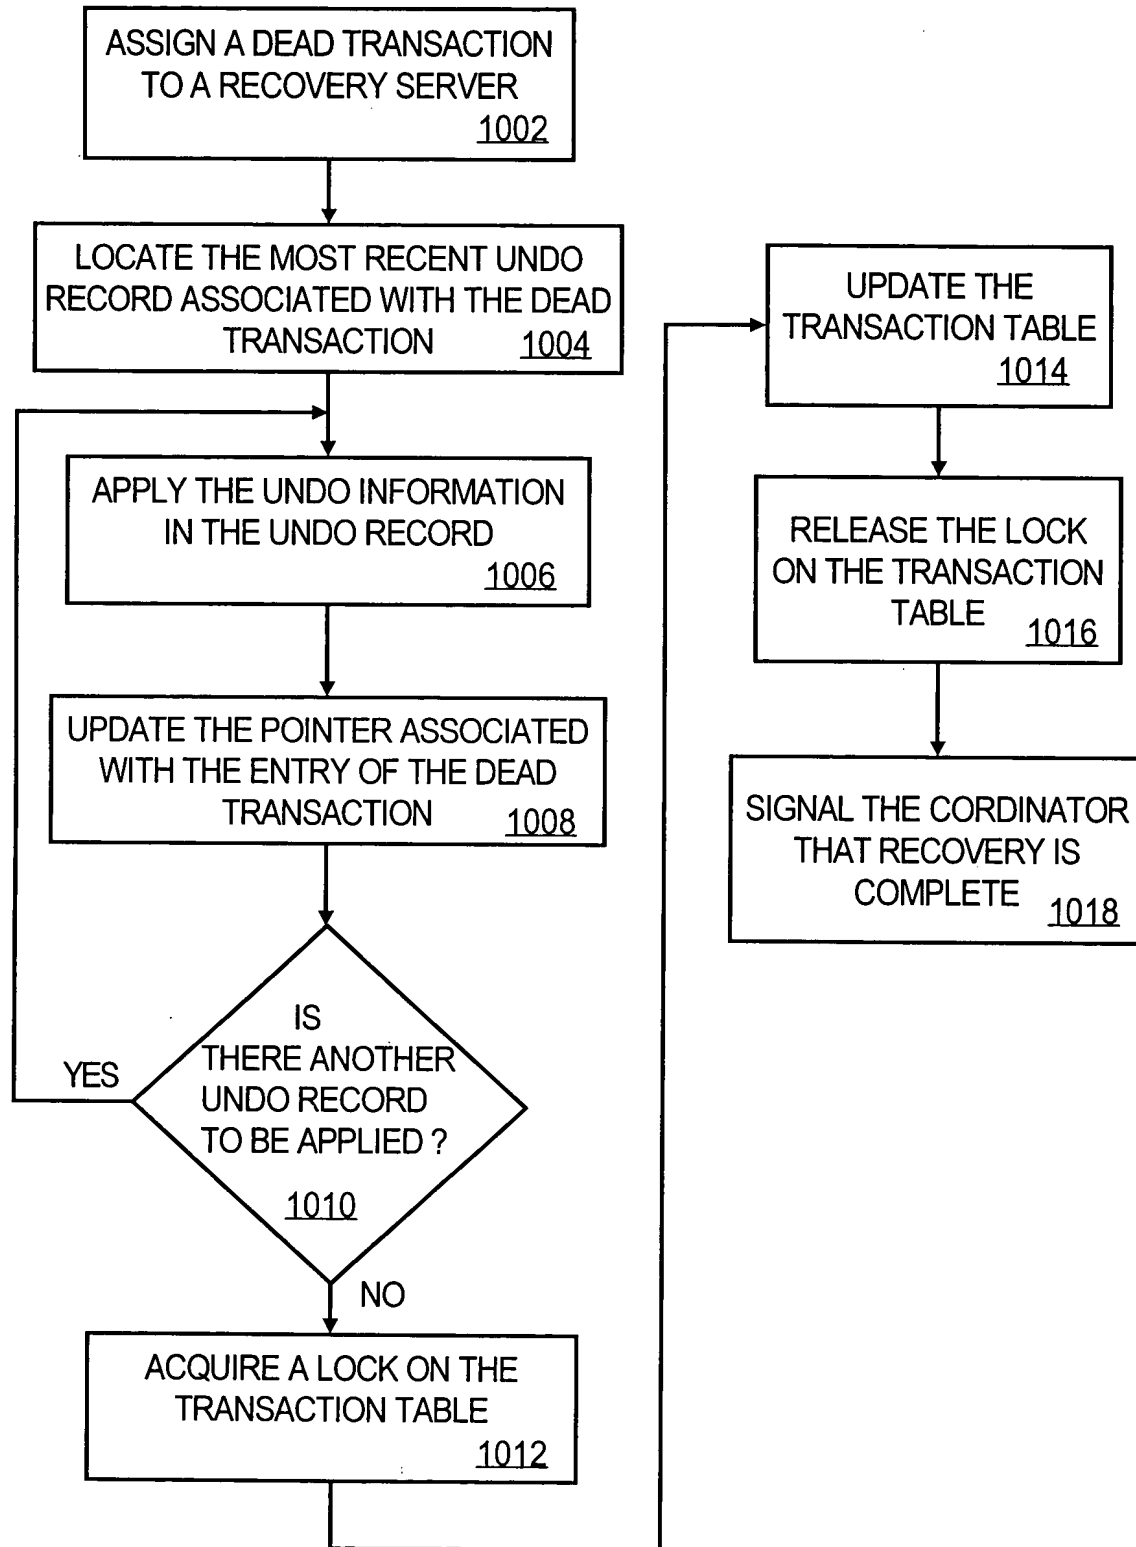 ASSIGN A DEAD TRANSACTION
TO A RECOVERY SERVER
1002
LOCATE THE MOST RECENT UNDO
RECORD ASSOCIATED WITH THE DEAD
TRANSACTION 1004
APPLY THE UNDO INFORMATION
IN THE UNDO RECORD
1006
UPDATE THE POINTER ASSOCIATED
WITH THE ENTRY OF THE DEAD
TRANSACTION 1008
IS
THERE ANOTHER
UNDO RECORD
TO BE APPLIED ?
1010
YES
NO
ACQUIRE A LOCK ON THE
TRANSACTION TABLE
1012
UPDATE THE
TRANSACTION TABLE
1014
RELEASE THE LOCK
ON THE TRANSACTION
TABLE 1016
SIGNAL THE CORDINATOR
THAT RECOVERY IS
COMPLETE 1018